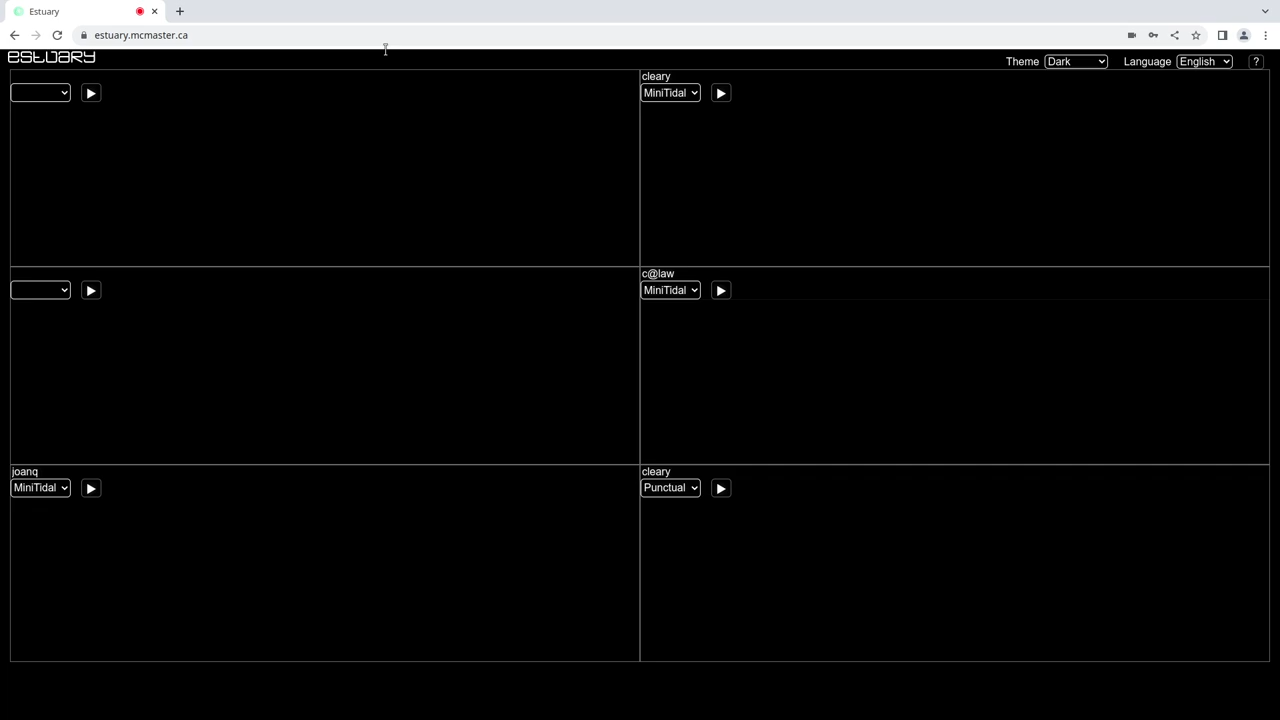 Estuary
estuary.mcmaster.ca
estuary
Theme Dark Language English ?
cleary
MiniTidal
c@law
MiniTidal
joanq
MiniTidal
cleary
Punctual